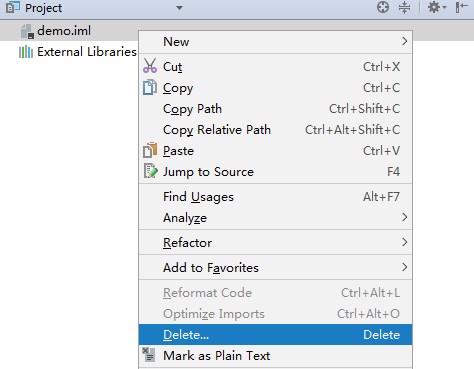 Project
demo.iml
External Libraries
New
Cut Ctrl+X
Copy Ctrl+C
Copy Path Ctrl+Shift+C
Copy Relative Path Ctrl+Alt+Shift+C
Paste Ctrl+V
Jump to Source F4
Find Usages Alt+F7
Analyze
Refactor
Add to Favorites
Reformat Code Ctrl+Alt+L
Optimize Imports Ctrl+Alt+O
Delete... Delete
Mark as Plain Text